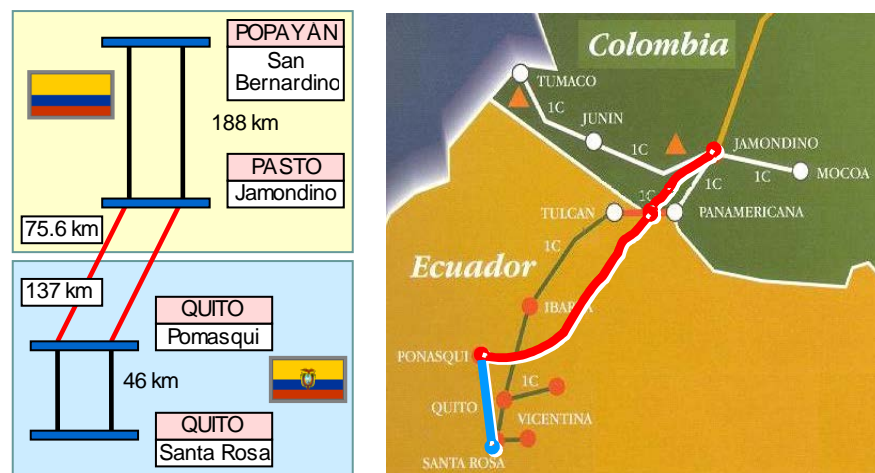 POPAYÁN
San
Bernardino
188 km
PASTO
Jamondino
75.6 km
137 km
QUITO
Pomasqui
46 km
QUITO
Santa Rosa
Colombia
TUMACO
1C
JUNIN
1C
JAMONDINO
1C
MOCOA
1C
1C
TULCAN
PANAMERICANA
1C
Ecuador
PONASQUI
1C
QUITO
VICENTINA
SANTA ROSA